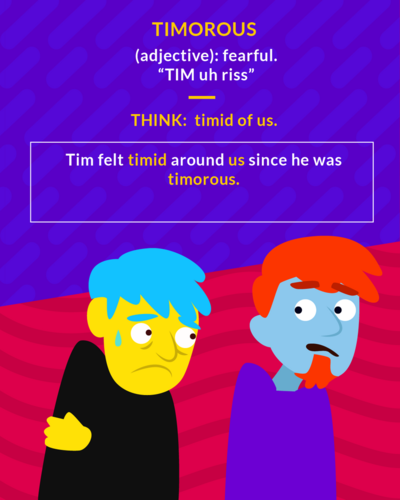 TIMOROUS
(adjective): fearful.
“TIM uh riss”
THINK: timid of us.
Tim felt timid around us since he was
timorous.